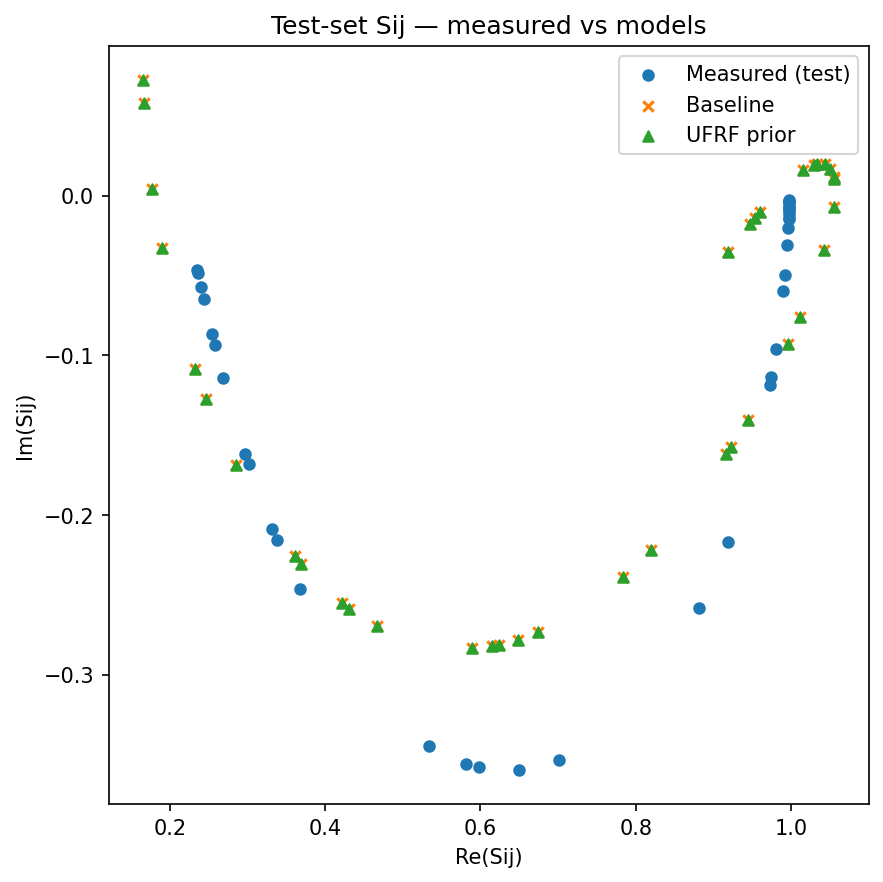 Test-set Sij — measured vs models
Measured (test)
Baseline
UFRF prior
0.0
−0.1
−0.2
−0.3
Im(Sij)
0.2
0.4
0.6
0.8
1.0
Re(Sij)